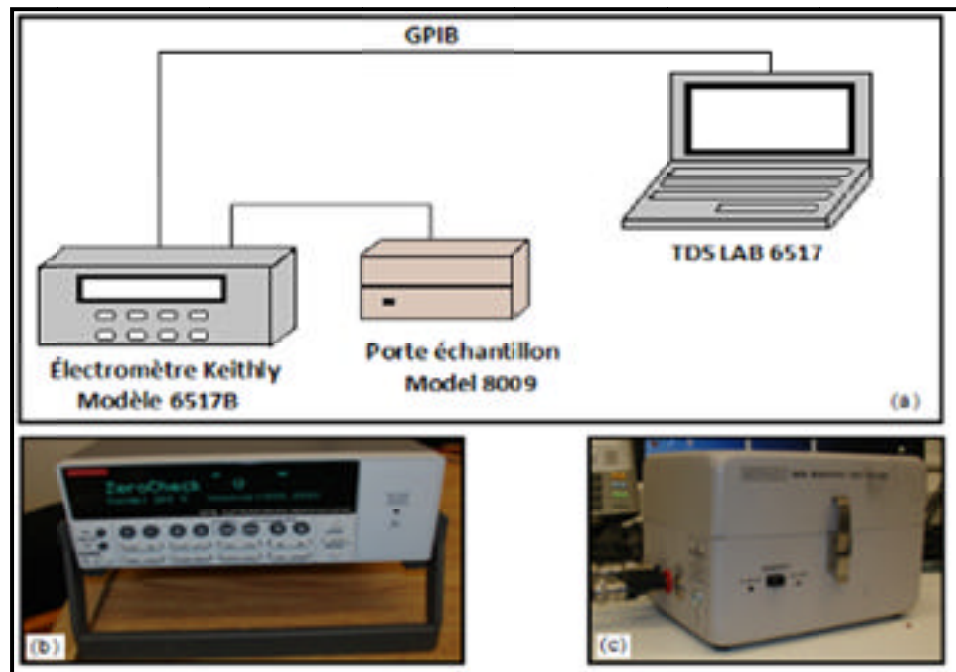 GPIB
TDS LAB 6517
Électromètre Keithly
Modèle 6517B
Porte échantillon
Model 8009
(a)
ZeroCheck
(b)
(c)